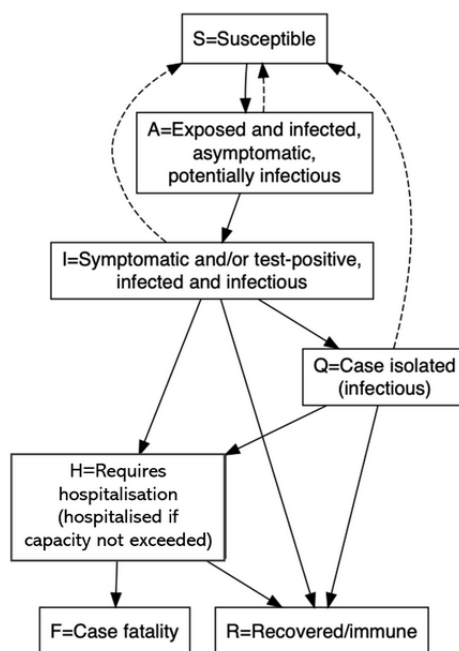 S=Susceptible
A=Exposed and infected,
asymptomatic,
potentially infectious
I=Symptomatic and/or test-positive,
infected and infectious
Q=Case isolated
(infectious)
H=Requires
hospitalisation
(hospitalised if
capacity not exceeded)
F=Case fatality
R=Recovered/immune